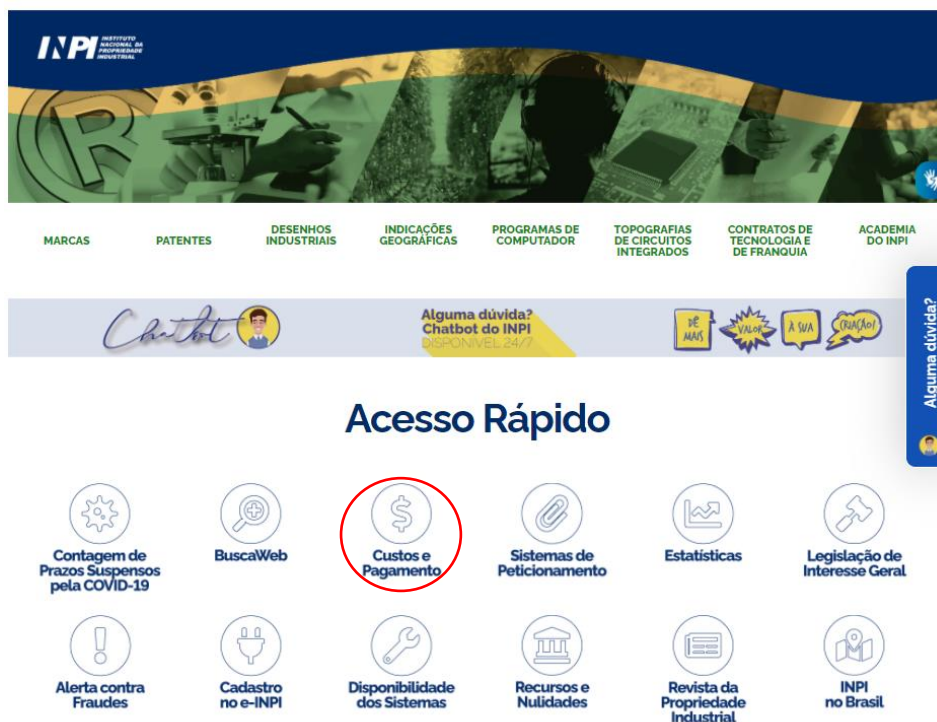 INPI
INSTITUTO
NACIONAL DA
PROPRIEDADE
INDUSTRIAL
R
MARCAS
PATENTES
DESENHOS
INDUSTRIAIS
INDICAÇÕES
GEOGRÁFICAS
PROGRAMAS DE
COMPUTADOR
TOPOGRAFIAS
DE CIRCUITOS
INTEGRADOS
CONTRATOS DE
TECNOLOGIA E
DE FRANQUIA
ACADEMIA
DO INPI
Chatbot
Alguma dúvida?
Chatbot do INPI
DISPONÍVEL 24/7
DÊ
MAIS
VALOR
À SUA
CRIAÇÃO!
Alguma dúvida?
Acesso Rápido
Contagem de
Prazos Suspensos
pela COVID-19
BuscaWeb
Custos e
Pagamento
Sistemas de
Peticionamento
Estatísticas
Legislação de
Interesse Geral
Alerta contra
Fraudes
Cadastro
no e-INPI
Disponibilidade
dos Sistemas
Recursos e
Nulidades
Revista da
Propriedade
Industrial
INPI
no Brasil